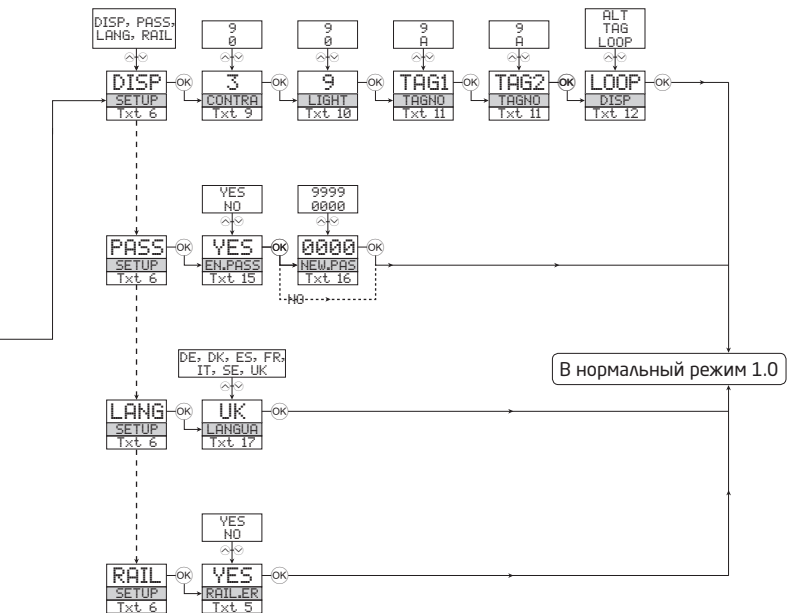 DISP, PASS,
LANG, RAIL
9
0
9
0
9
A
9
A
ALT
TAG
LOOP
DISP
SETUP
Txt 6
OK
3
CONTRA
Txt 9
OK
9
LIGHT
Txt 10
OK
TAG1
TAGNO
Txt 11
OK
TAG2
TAGNO
Txt 11
OK
LOOP
DISP
Txt 12
OK
YES
NO
9999
0000
PASS
SETUP
Txt 6
OK
YES
EN.PASS
Txt 15
OK
0000
NEW.PAS
Txt 16
OK
NO
В нормальный режим 1.0
DE, DK, ES, FR,
IT, SE, UK
LANG
SETUP
Txt 6
OK
UK
LANGUA
Txt 17
OK
YES
NO
RAIL
SETUP
Txt 6
OK
YES
RAIL.ER
Txt 5
OK